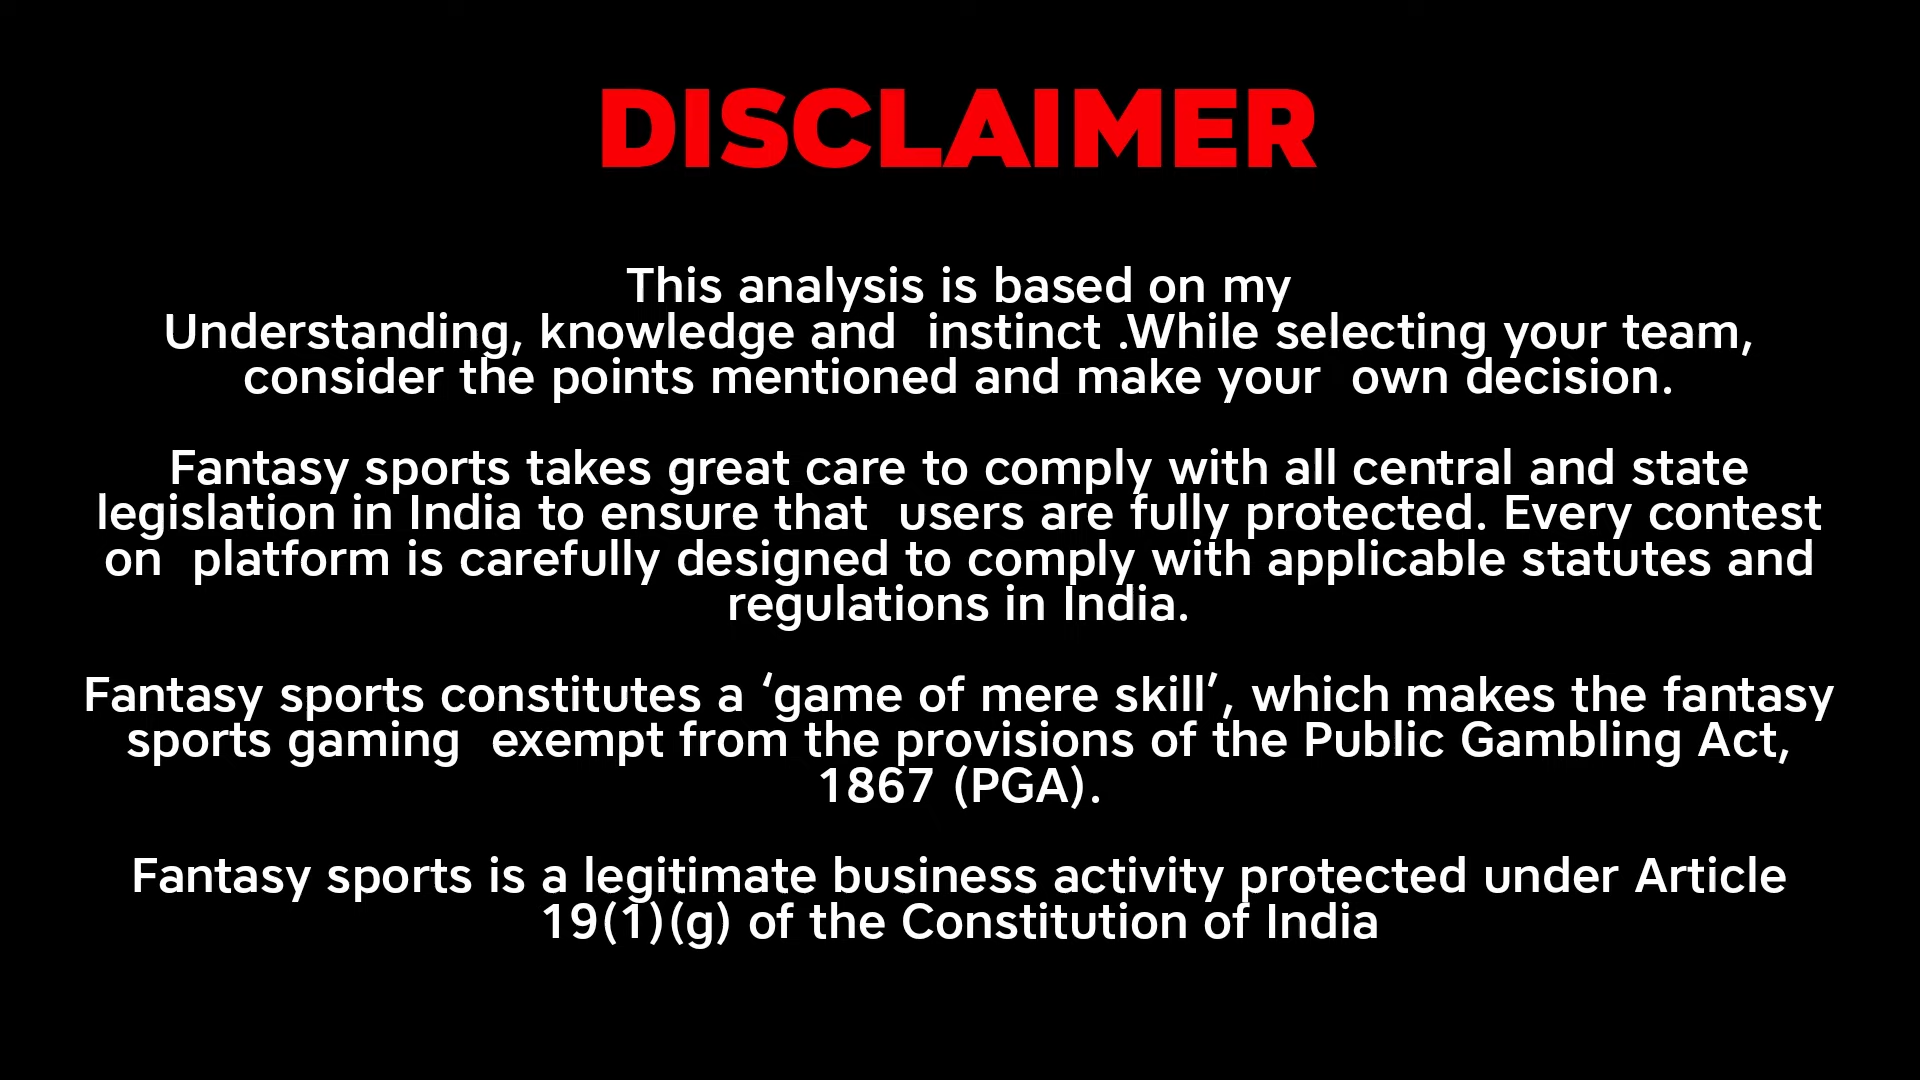 DISCLAIMER
This analysis is based on my
Understanding, knowledge and  instinct .While selecting your team,
consider the points mentioned and make your  own decision.
Fantasy sports takes great care to comply with all central and state
legislation in India to ensure that  users are fully protected. Every contest
on  platform is carefully designed to comply with applicable statutes and
regulations in India.
Fantasy sports constitutes a ‘game of mere skill’, which makes the fantasy
sports gaming  exempt from the provisions of the Public Gambling Act,
1867 (PGA).
Fantasy sports is a legitimate business activity protected under Article
19(1)(g) of the Constitution of India